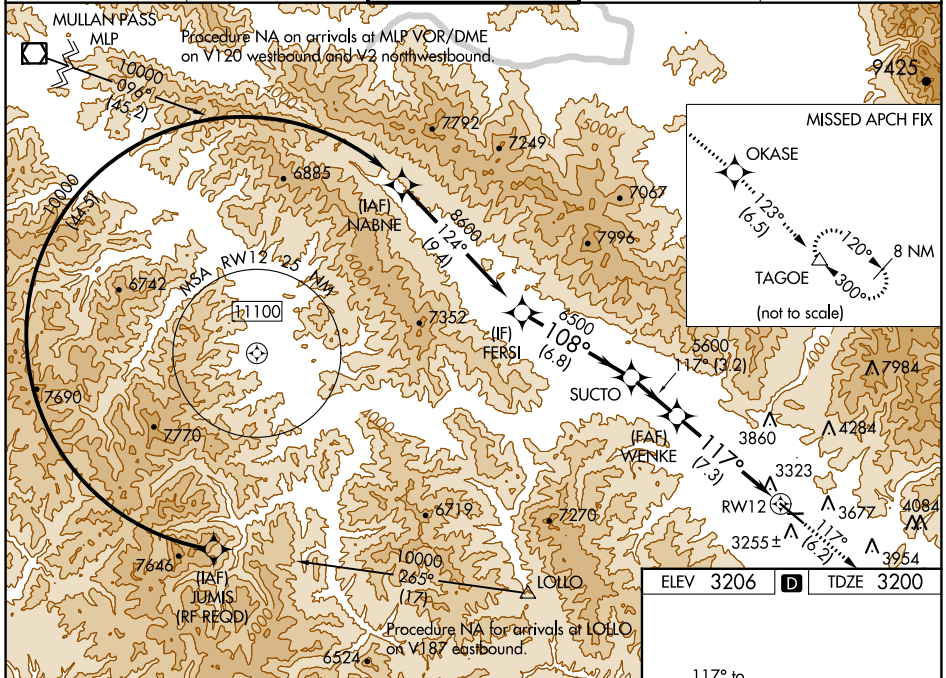 MULLAN PASS
MLP
Procedure NA on arrivals at MLP VOR/DME
on V120 westbound and V2 northwestbound.
10000
096°
(45.2)
9425
MISSED APCH FIX
OKASE
123°
(6.5)
120°
8 NM
TAGOE
300°
(not to scale)
7000
7792
7249
5000
6885
7067
7996
10000
(44.5)
(IAF)
NABNE
8600
124°
(9.4)
6742
MSA RW12 25 NM
11100
7352
(IF)
FERSI
6500
108°
(6.8)
5600
117° (3.2)
SUCTO
7984
7690
7770
6000
(FAF)
WENKE
3860
4284
117°
(7.3)
3323
RW12
3677
4084
3255±
117°
(6.2)
3954
6719
7270
7646
(IAF)
JUMIS
(RF REQD)
10000
265°
(17)
LOLLO
ELEV 3206 D TDZE 3200
Procedure NA for arrivals at LOLLO
on V187 eastbound.
6524
117° to